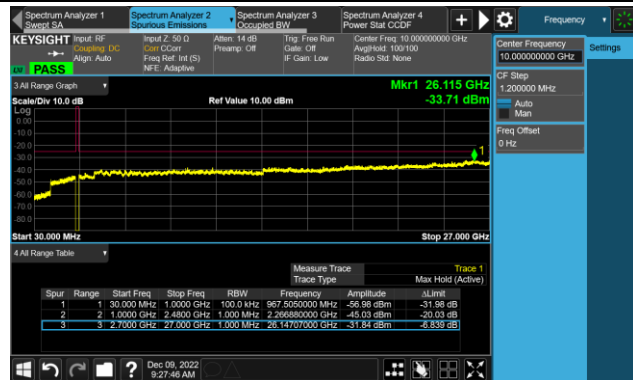 Spectrum Analyzer 1
Swept SA
Spectrum Analyzer 2
Spurious Emissions
Spectrum Analyzer 3
Occupied BW
Spectrum Analyzer 4
Power Stat CCDF
Frequency
KEYSIGHT
Input: RF
Coupling: DC
Align: Auto
Input Z: 50 Ω
Corr CCorr
Freq Ref: Int (S)
NFE: Adaptive
Atten: 14 dB
Preamp: Off
Trig: Free Run
Gate: Off
IF Gain: Low
Center Freq: 10.000000000 GHz
Avg|Hold: 100/100
Radio Std: None
PASS
Center Frequency
10.00000000 GHz
Settings
CF Step
1.200000 MHz
Auto
Man
Freq Offset
0 Hz
3 All Range Graph
Mkr1 26.115 GHz
Scale/Div 10.0 dB
Ref Value 10.00 dBm
-33.71 dBm
Log
0.00
-10.0
-20.0
-30.0
-40.0
-50.0
-60.0
-70.0
-80.0
1
Start 30.000 MHz
Stop 27.000 GHz
4 All Range Table
Measure Trace Trace 1
Trace Type Max Hold (Active)
Spur Range Start Freq Stop Freq RBW Frequency Amplitude ΔLimit
1 1 30.000 MHz 1.0000 GHz 100.0 kHz 967.5050000 MHz -56.98 dBm -31.98 dB
2 2 1.0000 GHz 2.4800 GHz 1.000 MHz 2.266880000 GHz -45.03 dBm -20.03 dB
3 3 2.7000 GHz 27.000 GHz 1.000 MHz 26.14707000 GHz -31.84 dBm -6.839 dB
?
Dec 09, 2022
9:27:46 AM